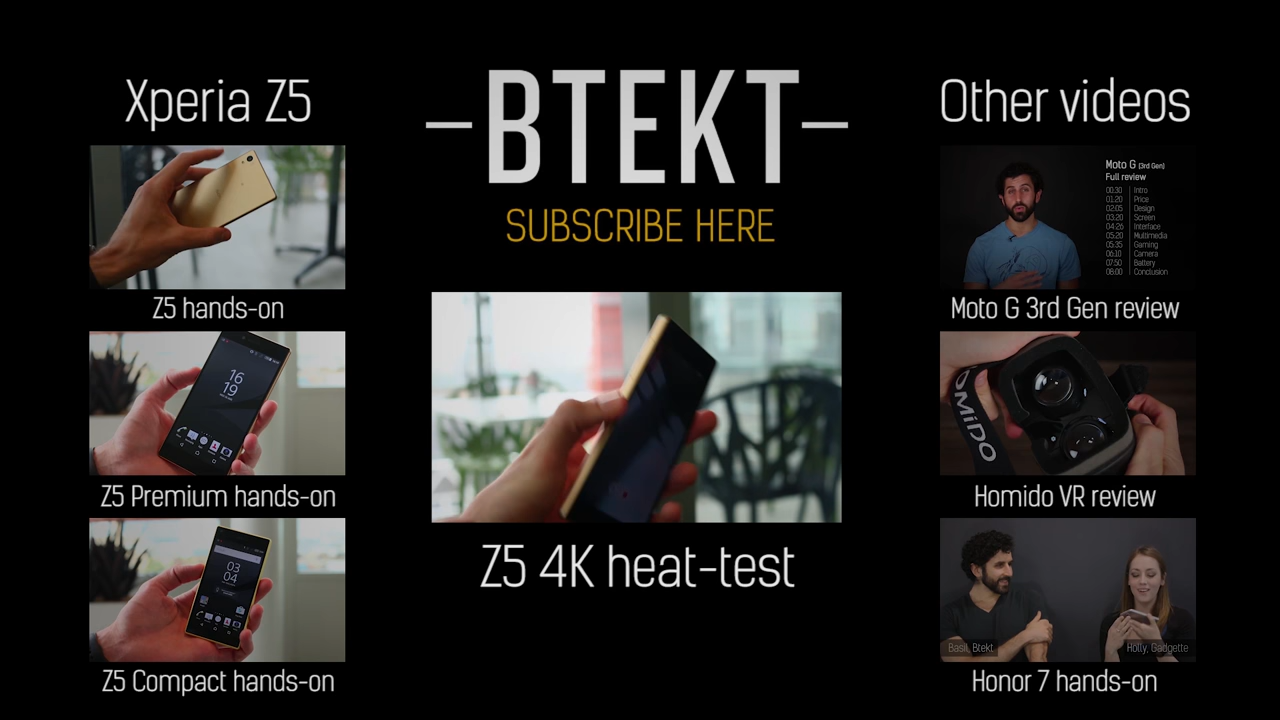 Xperia Z5
Z5 hands-on
16
19
Z5 Premium hands-on
03
04
Z5 Compact hands-on
–BTEKT–
SUBSCRIBE HERE
Z5 4K heat-test
Other videos
Moto G (3rd Gen)
Full review
00.30 Intro
01.20 Price
02.05 Design
03.20 Screen
04.26 Interface
05.20 Multimedia
05.35 Gaming
06.10 Camera
07.50 Battery
08.00 Conclusion
Moto G 3rd Gen review
OMIDO
Homido VR review
Basil, Btekt
Holly, Gadgette
Honor 7 hands-on